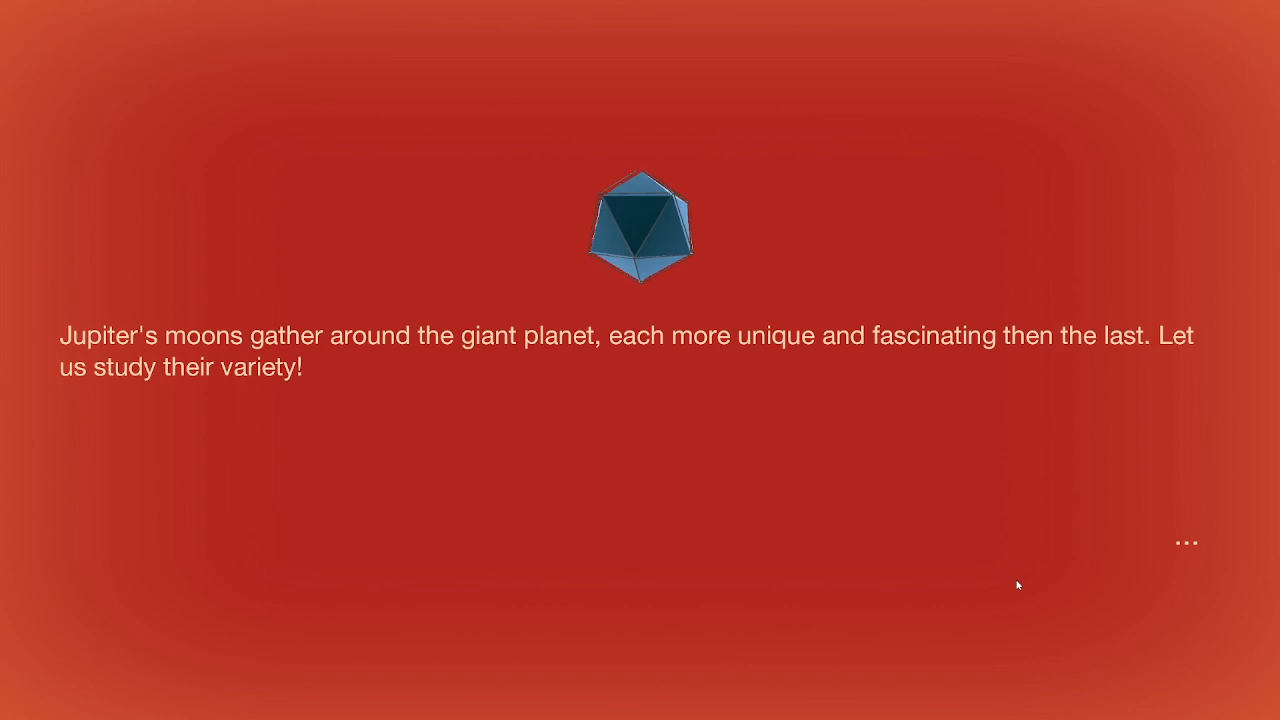 Jupiter's moons gather around the giant planet, each more unique and fascinating then the last. Let
us study their variety!
...